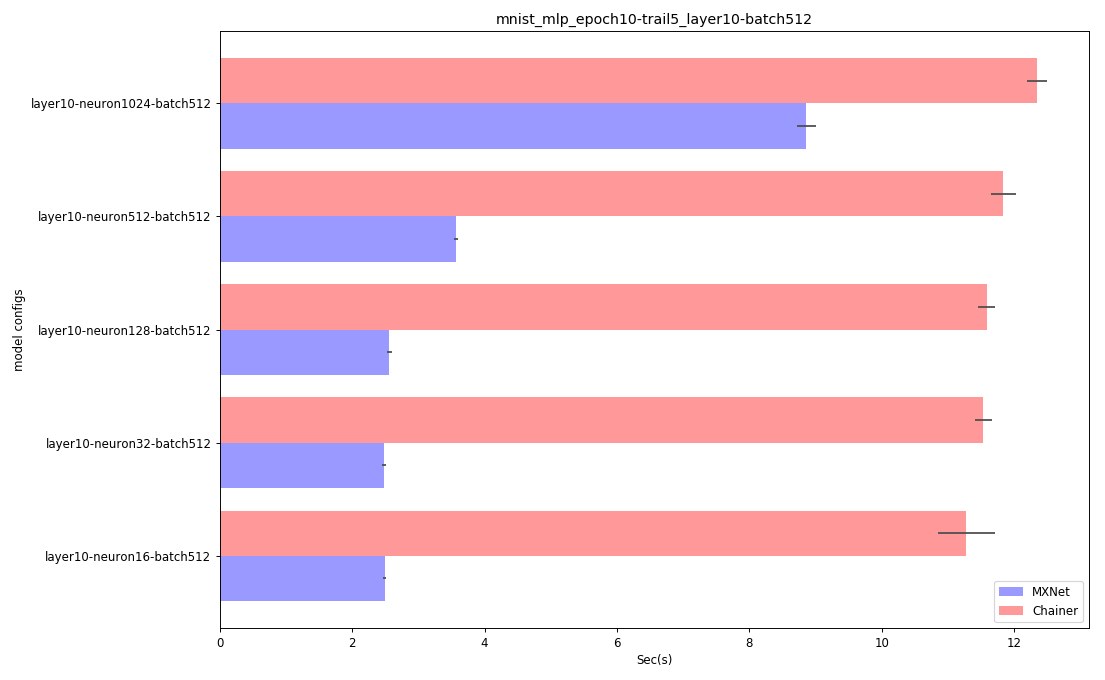 mnist_mlp_epoch10-trail5_layer10-batch512
layer10-neuron1024-batch512
layer10-neuron512-batch512
layer10-neuron128-batch512
layer10-neuron32-batch512
layer10-neuron16-batch512
model configs
MXNet
Chainer
0 2 4 6 8 10 12
Sec(s)